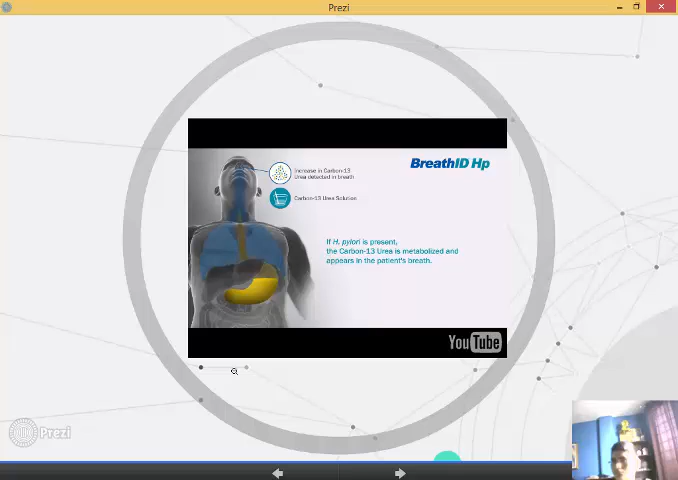 Prezi
BreathID Hp
Increase in Carbon-13
Urea detected in breath
Carbon-13 Urea Solution
If H. pylori is present,
the Carbon-13 Urea is metabolized and
appears in the patient's breath.
YouTube
Prezi